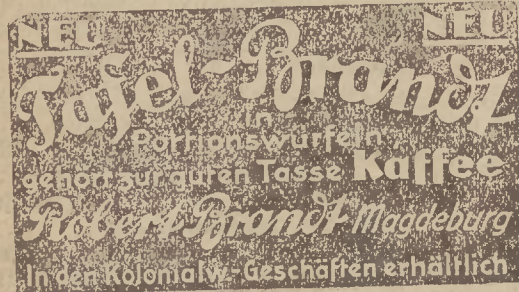 NEU NEU
Tafel-Brandt
in
Portionswürfeln
gehört zur guten Tasse Kaffee
Robert Brandt Magdeburg
In den Kolonialw.-Geschäften erhältlich